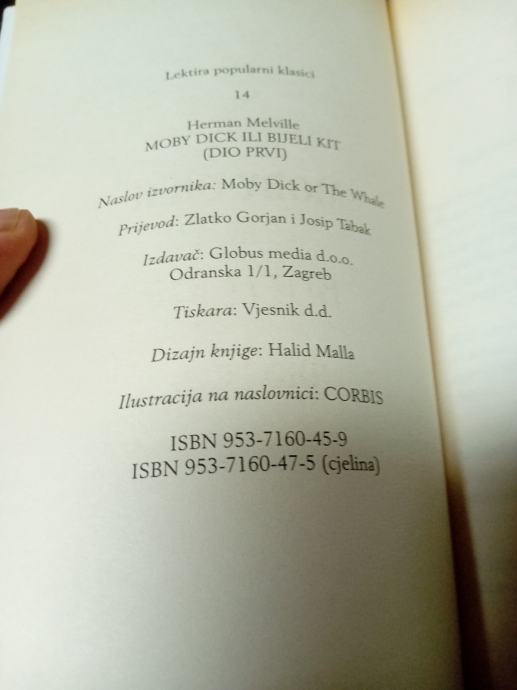 Lektira popularni klasici
14
Herman Melville
MOBY DICK ILI BIJELI KIT
(DIO PRVI)
Naslov izvornika: Moby Dick or The Whale
Prijevod: Zlatko Gorjan i Josip Tabak
Izdavač: Globus media d.o.o.
Odranska 1/1, Zagreb
Tiskara: Vjesnik d.d.
Dizajn knjige: Halid Malla
Ilustracija na naslovnici: CORBIS
ISBN 953-7160-45-9
ISBN 953-7160-47-5 (cjelina)